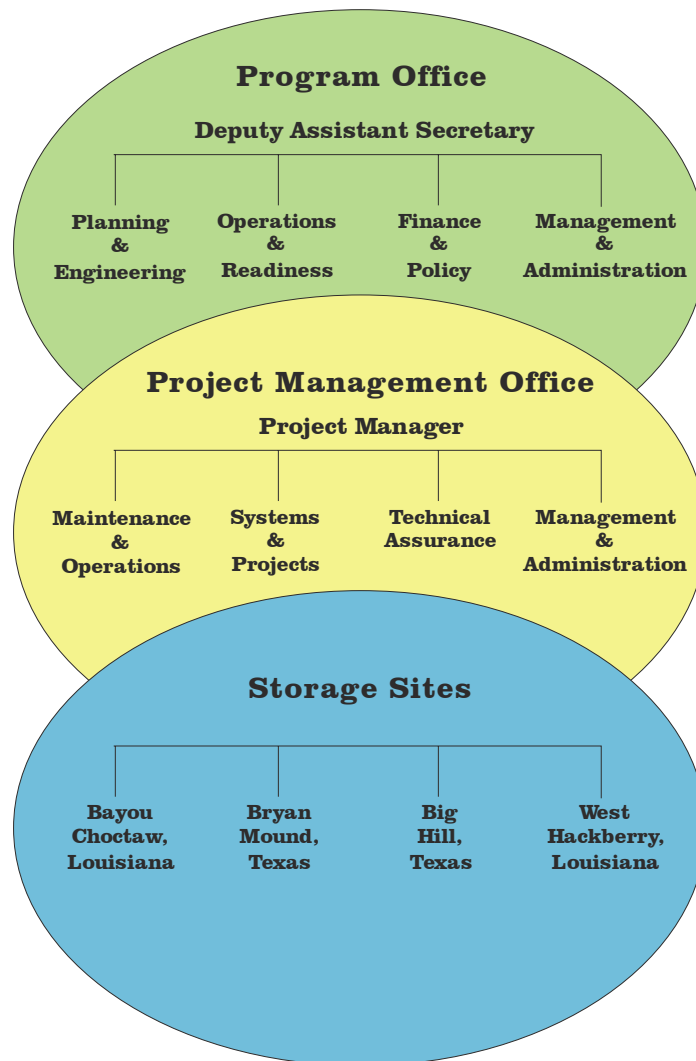 Program Office
Deputy Assistant Secretary
Planning
&
Engineering
Operations
&
Readiness
Finance
&
Policy
Management
&
Administration
Project Management Office
Project Manager
Maintenance
&
Operations
Systems
&
Projects
Technical
Assurance
Management
&
Administration
Storage Sites
Bayou
Choctaw,
Louisiana
Bryan
Mound,
Texas
Big
Hill,
Texas
West
Hackberry,
Louisiana